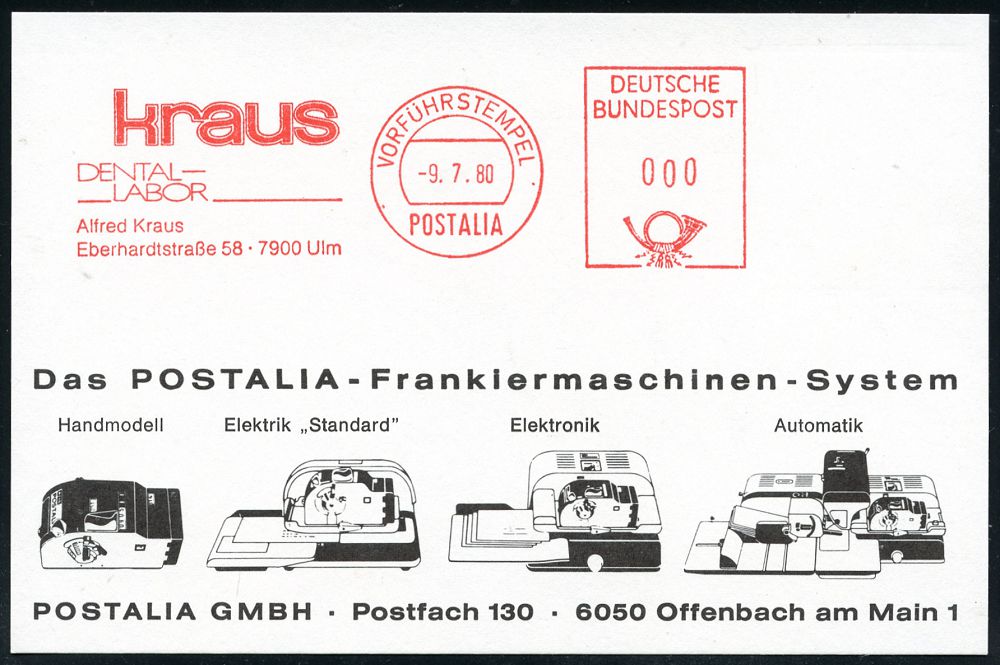 kraus
DENTAL-
LABOR
Alfred Kraus
Eberhardtstraße 58 · 7900 Ulm
VORFÜHRSTEMPEL
-9. 7. 80
POSTALIA
DEUTSCHE
BUNDESPOST
000
Das POSTALIA-Frankiermaschinen-System
Handmodell
Elektrik „Standard”
Elektronik
Automatik
POSTALIA
POSTALIA GMBH · Postfach 130 · 6050 Offenbach am Main 1